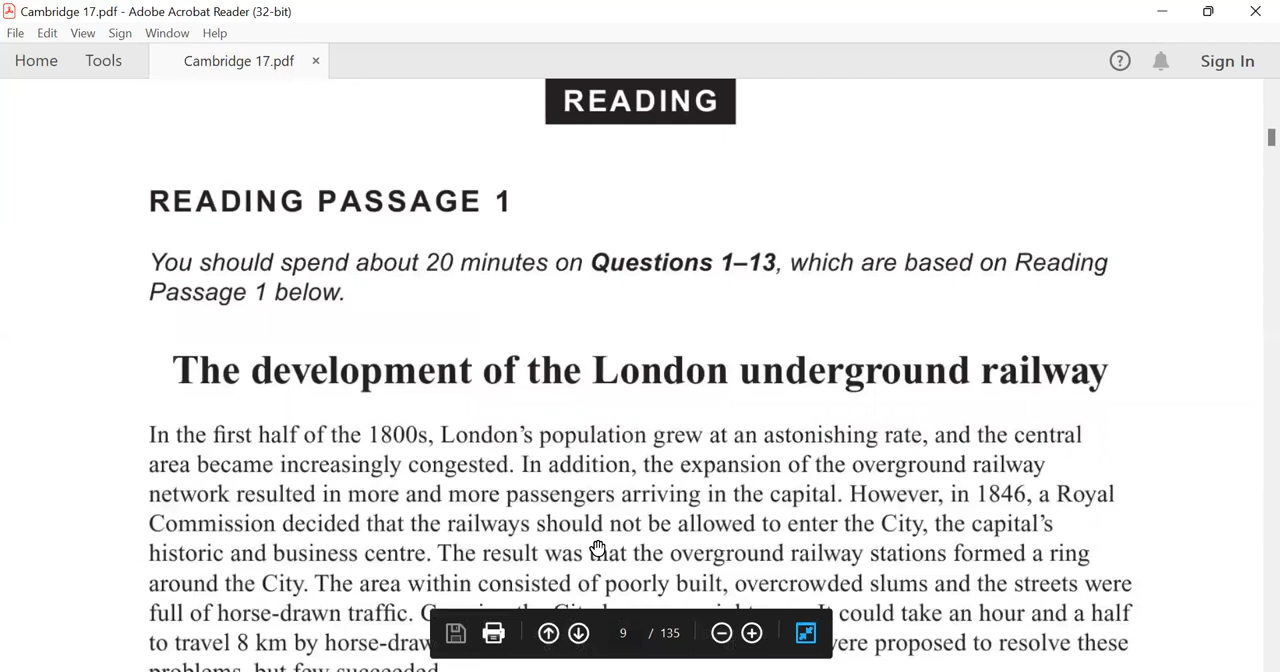 Cambridge 17.pdf - Adobe Acrobat Reader (32-bit)
File Edit View Sign Window Help
Home Tools Cambridge 17.pdf × ? Sign In
READING
READING PASSAGE 1
You should spend about 20 minutes on Questions 1–13, which are based on Reading
Passage 1 below.
The development of the London underground railway
In the first half of the 1800s, London’s population grew at an astonishing rate, and the central
area became increasingly congested. In addition, the expansion of the overground railway
network resulted in more and more passengers arriving in the capital. However, in 1846, a Royal
Commission decided that the railways should not be allowed to enter the City, the capital’s
historic and business centre. The result was that the overground railway stations formed a ring
around the City. The area within consisted of poorly built, overcrowded slums and the streets were
full of horse-drawn traffic. could take an hour and a half
to travel 8 km by horse-draw were proposed to resolve these
problems, but few succeeded.
9 / 135